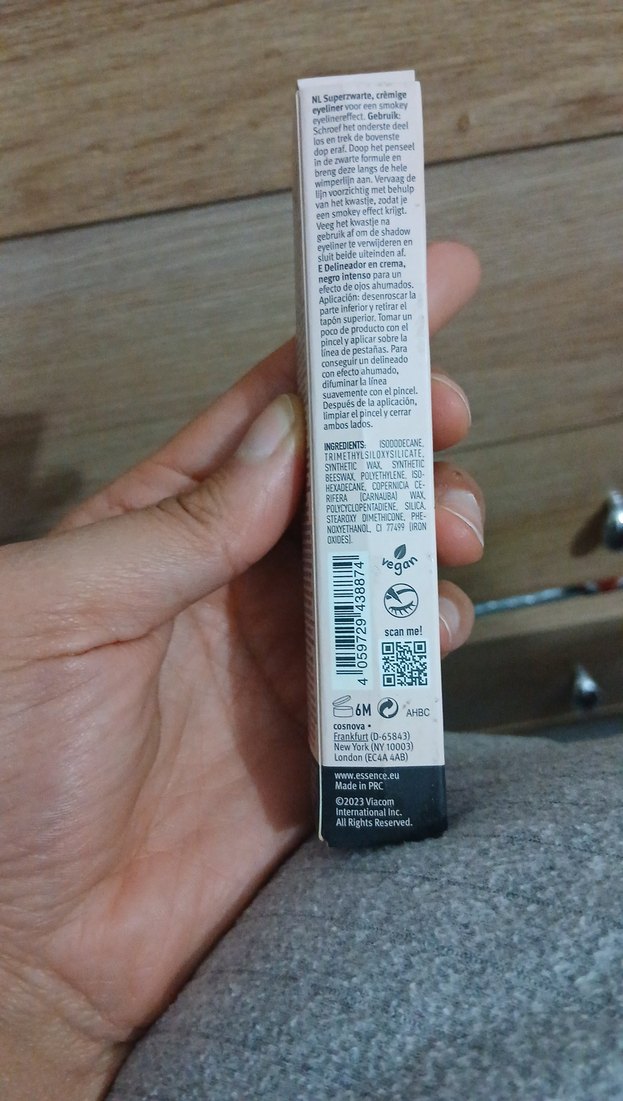 NL Superzwarte, crèmige
eyeliner voor een smokey
eyelinereffect. Gebruik:
Schroef het onderste deel
los en trek de bovenste
dop eraf. Doop het penseel
in de zwarte formule en
breng deze langs de hele
wimperlijn aan. Vervaag de
lijn voorzichtig met behulp
van het kwastje, zodat je
een smokey effect krijgt.
Veeg het kwastje na
gebruik af om de shadow
eyeliner te verwijderen en
sluit beide uiteinden af.
E Delineador en crema,
negro intenso para un
efecto de ojos ahumados.
Aplicación: desenroscar la
parte inferior y retirar el
tapón superior. Tomar un
poco de producto con el
pincel y aplicar sobre la
línea de pestañas. Para
conseguir un delineado
con efecto ahumado,
difuminar la línea
suavemente con el pincel.
Después de la aplicación,
limpiar el pincel y cerrar
ambos lados.
INGREDIENTS: ISODODECANE,
TRIMETHYLSILOXYSILICATE,
SYNTHETIC WAX, SYNTHETIC
BEESWAX, POLYETHYLENE, ISO-
HEXADECANE, COPERNICIA CE-
RIFERA (CARNAUBA) WAX,
POLYCYCLOPENTADIENE, SILICA,
STEAROXY DIMETHICONE, PHE-
NOXYETHANOL, CI 77499 (IRON
OXIDES).
vegan
4 059729 438874
scan me!
6M
AHBC
cosnova •
Frankfurt (D-65843)
New York (NY 10003)
London (EC4A 4AB)
www.essence.eu
Made in PRC
©2023 Viacom
International Inc.
All Rights Reserved.